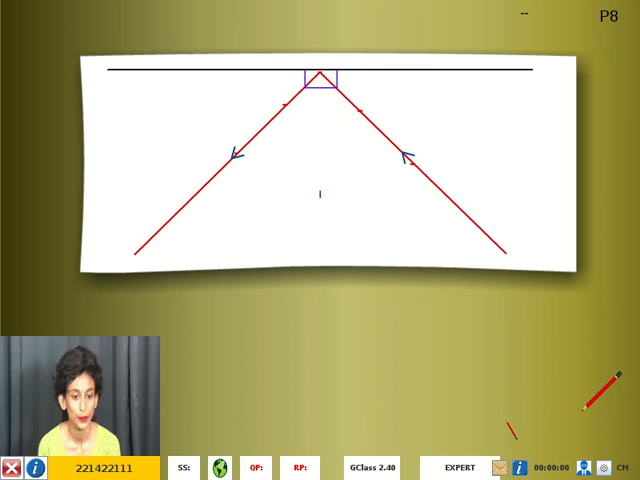 --
P8
221422111
SS:
QP:
RP:
GClass 2.40
EXPERT
00:00:00
CM